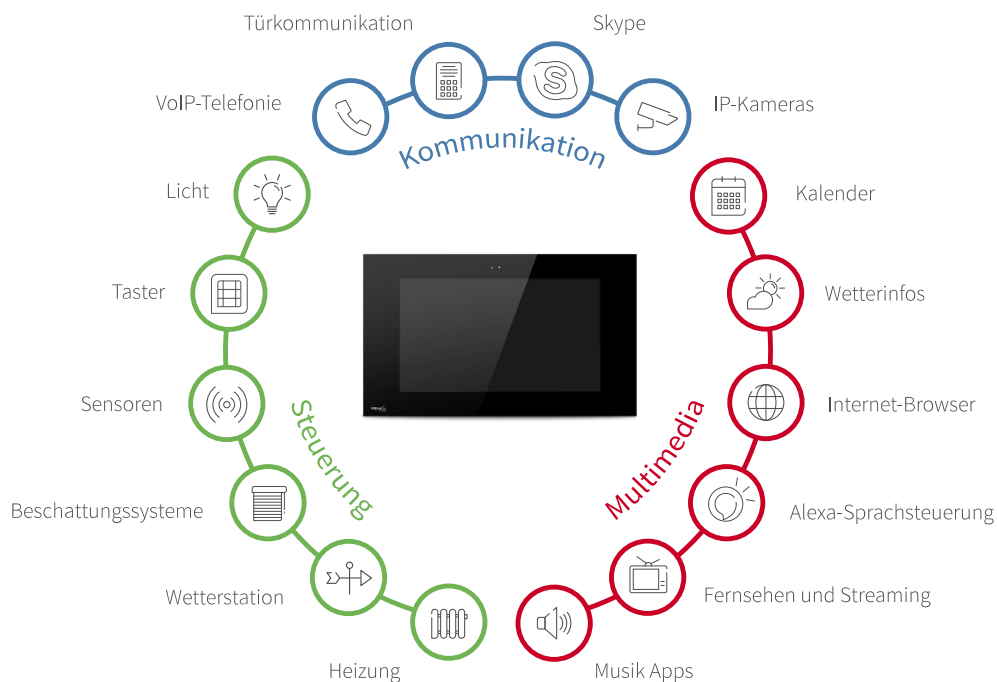 Türkommunikation
Skype
VoIP-Telefonie
IP-Kameras
Kommunikation
Licht
Kalender
Taster
Wetterinfos
Sensoren
Internet-Browser
Steuerung
Multimedia
Beschattungssysteme
Alexa-Sprachsteuerung
Wetterstation
Fernsehen und Streaming
Heizung
Musik Apps